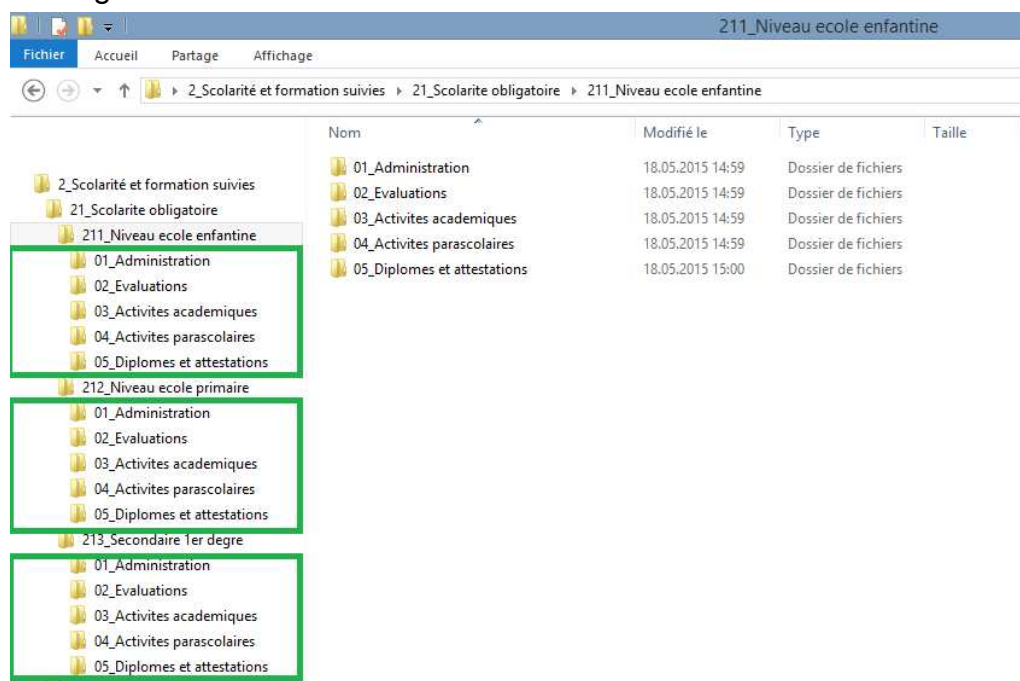 211_Niveau ecole enfantine
Fichier Accueil Partage Affichage
2_Scolarité et formation suivies 21_Scolarite obligatoire 211_Niveau ecole enfantine
Nom Modifié le Type Taille
01_Administration 18.05.2015 14:59 Dossier de fichiers
02_Evaluations 18.05.2015 14:59 Dossier de fichiers
03_Activites academiques 18.05.2015 14:59 Dossier de fichiers
04_Activites parascolaires 18.05.2015 14:59 Dossier de fichiers
05_Diplomes et attestations 18.05.2015 15:00 Dossier de fichiers
2_Scolarité et formation suivies
21_Scolarite obligatoire
211_Niveau ecole enfantine
01_Administration
02_Evaluations
03_Activites academiques
04_Activites parascolaires
05_Diplomes et attestations
212_Niveau ecole primaire
01_Administration
02_Evaluations
03_Activites academiques
04_Activites parascolaires
05_Diplomes et attestations
213_Secondaire 1er degre
01_Administration
02_Evaluations
03_Activites academiques
04_Activites parascolaires
05_Diplomes et attestations